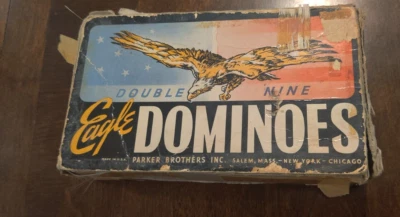 DOUBLE NINE
Eagle DOMINOES
PARKER BROTHERS INC. SALEM, MASS. - NEW YORK - CHICAGO